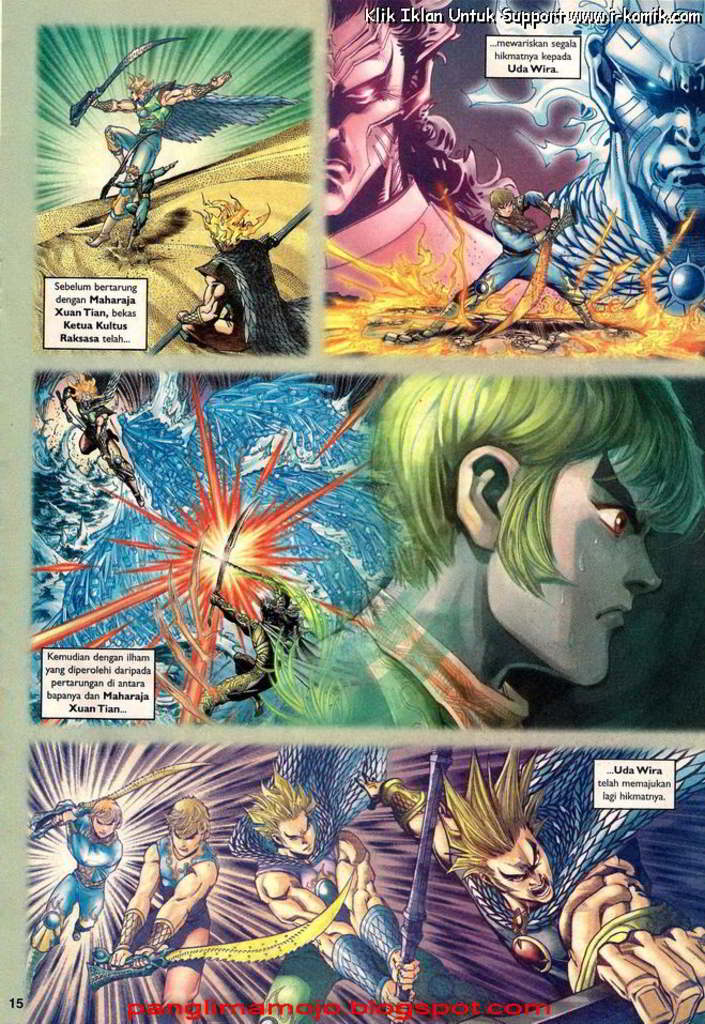 Klik Iklan Untuk Support www.r-komik.com
Sebelum bertarung
dengan Maharaja
Xuan Tian, bekas
Ketua Kultus
Raksasa telah...
...mewariskan segala
hikmatnya kepada
Uda Wira.
Kemudian dengan ilham
yang diperolehi daripada
pertarungan di antara
bapanya dan Maharaja
Xuan Tian...
...Uda Wira
telah memajukan
lagi hikmatnya.
15
panglimamojo.blogspot.com